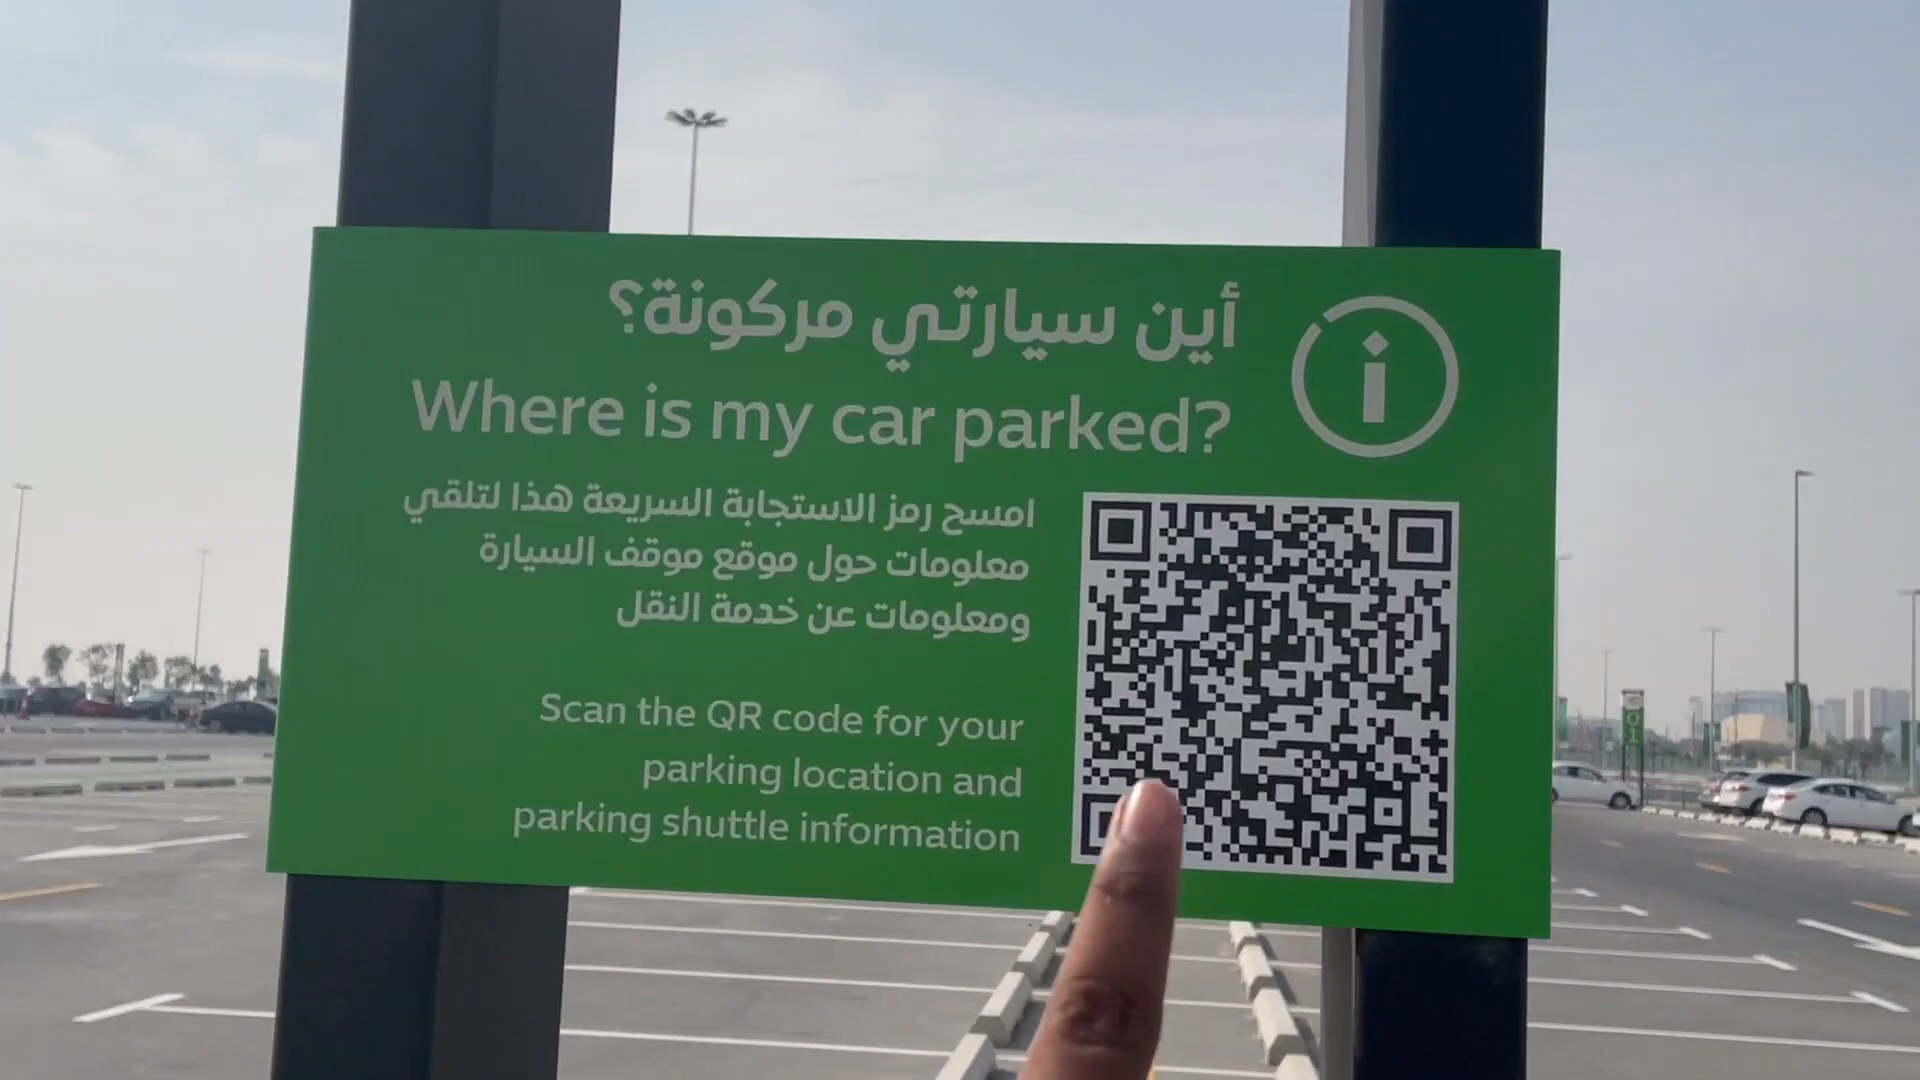 أين سيارتي مركونة؟
Where is my car parked?
امسح رمز الاستجابة السريعة هذا لتلقي
معلومات حول موقع موقف السيارة
ومعلومات عن خدمة النقل
Scan the QR code for your
parking location and
parking shuttle information